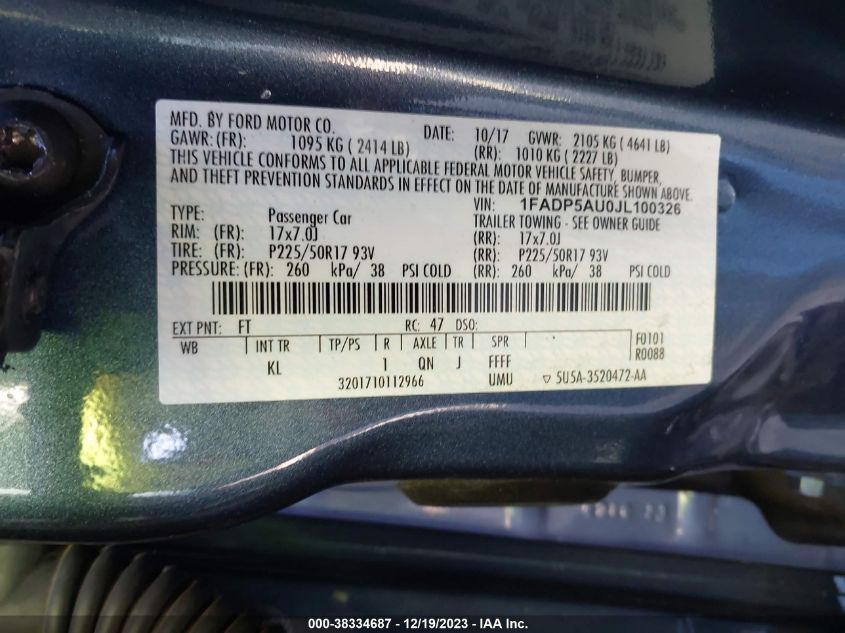 MFD. BY FORD MOTOR CO.
DATE: 10/17 GVWR: 2105 KG ( 4641 LB)
GAWR: (FR): 1095 KG ( 2414 LB) (RR): 1010 KG ( 2227 LB)
THIS VEHICLE CONFORMS TO ALL APPLICABLE FEDERAL MOTOR VEHICLE SAFETY, BUMPER,
AND THEFT PREVENTION STANDARDS IN EFFECT ON THE DATE OF MANUFACTURE SHOWN ABOVE.
VIN: 1FADP5AU0JL100326
TYPE: Passenger Car TRAILER TOWING - SEE OWNER GUIDE
RIM: (FR): 17x7.0J (RR): 17x7.0J
TIRE: (FR): P225/50R17 93V (RR): P225/50R17 93V
PRESSURE: (FR): 260 kPa/ 38 PSI COLD (RR): 260 kPa/ 38 PSI COLD
EXT PNT: FT RC: 47 DSO:
WB INT TR TP/PS R AXLE TR SPR F0101
R0088
KL 1 QN J FFFF
3201710112966 UMU ▽ 5U5A-3520472-AA
000-38334687 - 12/19/2023 - IAA Inc.